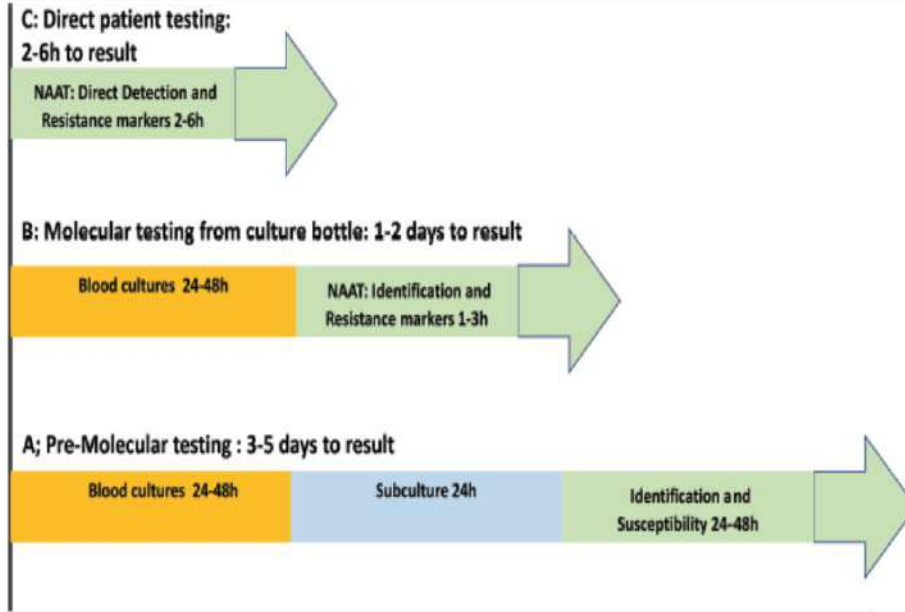 C: Direct patient testing:
2-6h to result
NAAT: Direct Detection and
Resistance markers 2-6h
B: Molecular testing from culture bottle: 1-2 days to result
Blood cultures 24-48h
NAAT: Identification and
Resistance markers 1-3h
A; Pre-Molecular testing : 3-5 days to result
Blood cultures 24-48h
Subculture 24h
Identification and
Susceptibility 24-48h